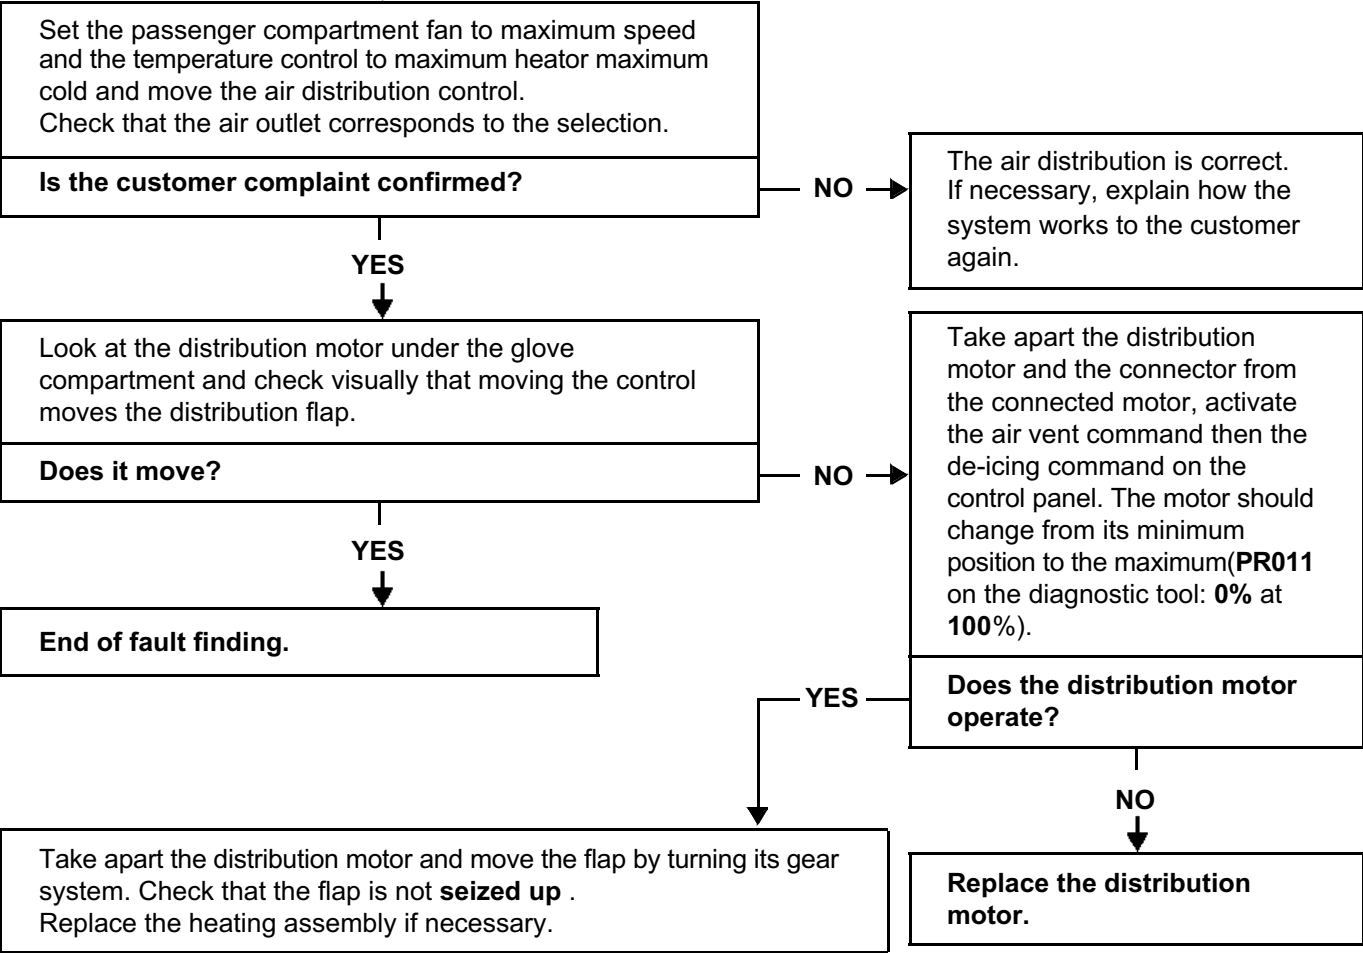 Set the passenger compartment fan to maximum speed
and the temperature control to maximum heator maximum
cold and move the air distribution control.
Check that the air outlet corresponds to the selection.
Is the customer complaint confirmed?
NO
The air distribution is correct.
If necessary, explain how the
system works to the customer
again.
YES
Look at the distribution motor under the glove
compartment and check visually that moving the control
moves the distribution flap.
Does it move?
NO
Take apart the distribution
motor and the connector from
the connected motor, activate
the air vent command then the
de-icing command on the
control panel. The motor should
change from its minimum
position to the maximum(PR011
on the diagnostic tool: 0% at
100%).
YES
End of fault finding.
Does the distribution motor
operate?
YES
NO
Take apart the distribution motor and move the flap by turning its gear
system. Check that the flap is not seized up .
Replace the heating assembly if necessary.
Replace the distribution
motor.